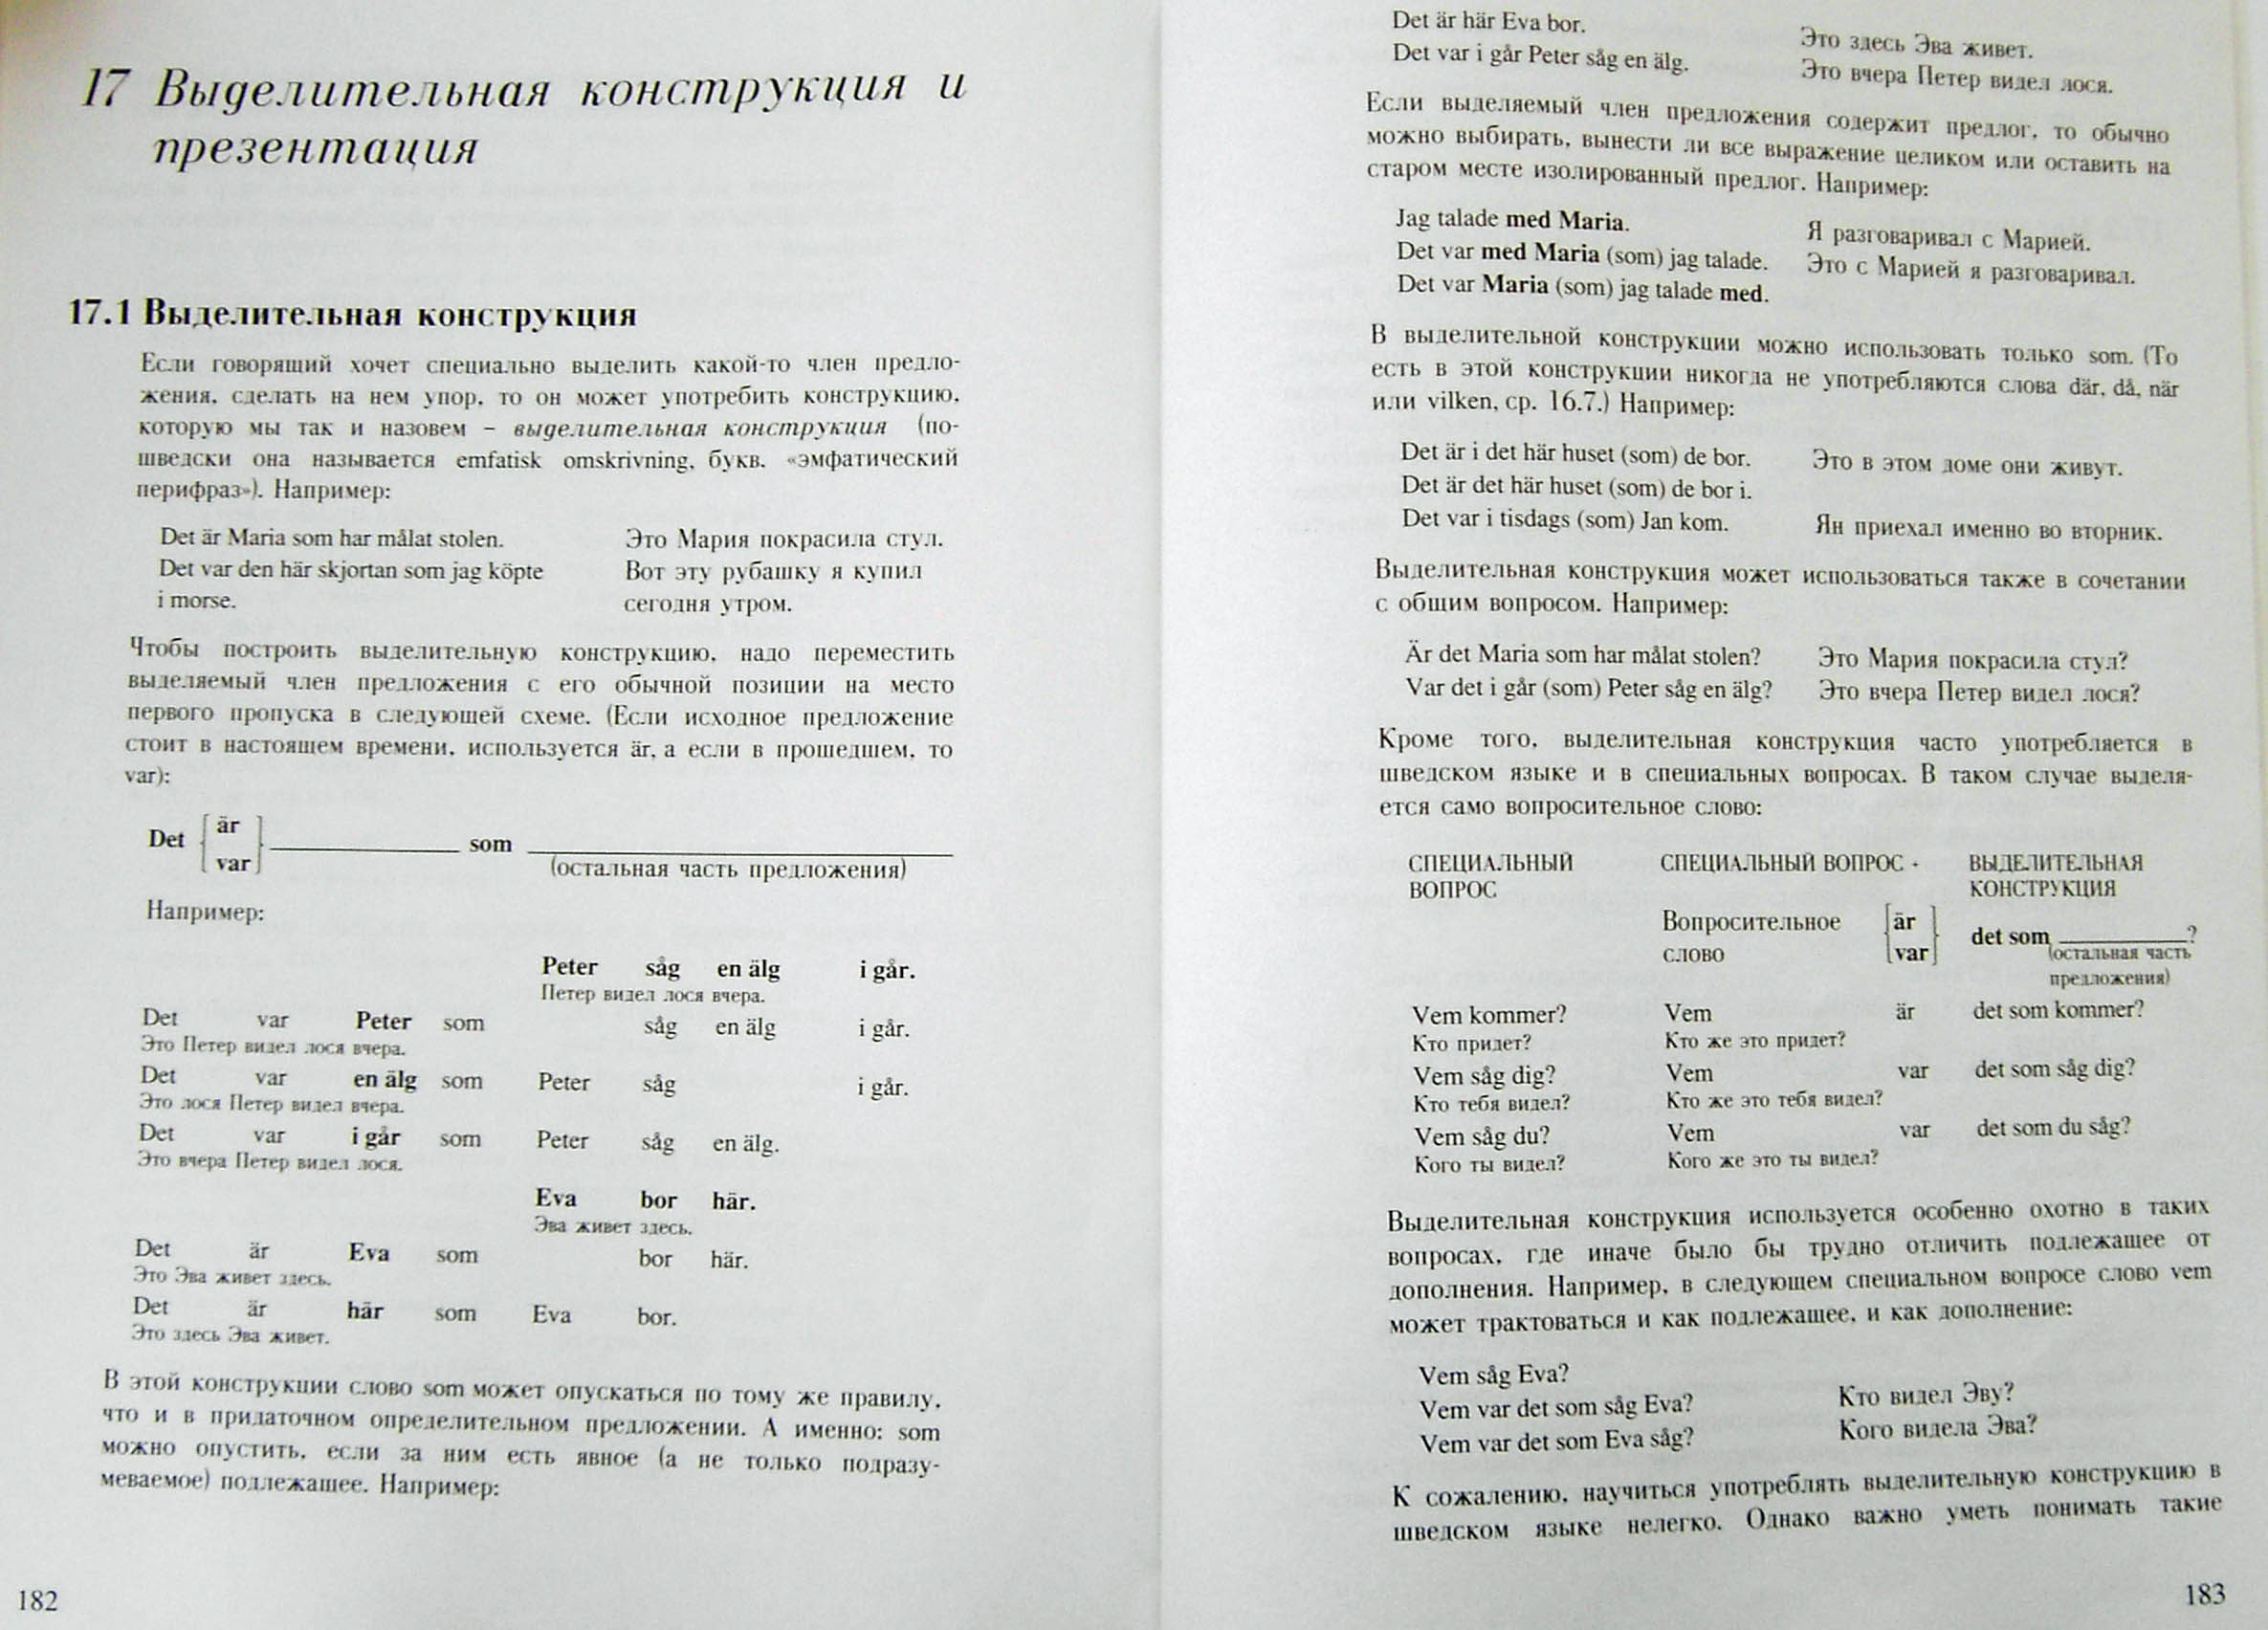 17 Выделительная конструкция и
презентация
17.1 Выделительная конструкция
Если говорящий хочет специально выделить какой-то член предло-
жения, сделать на нем упор, то он может употребить конструкцию,
которую мы так и назовем – выделительная конструкция (по-
шведски она называется emfatisk omskrivning, букв. «эмфатический
перифраз»). Например:
Det är Maria som har målat stolen. Это Мария покрасила стул.
Det var den här skjortan som jag köpte Вот эту рубашку я купил
i morse. сегодня утром.
Чтобы построить выделительную конструкцию, надо переместить
выделяемый член предложения с его обычной позиции на место
первого пропуска в следующей схеме. (Если исходное предложение
стоит в настоящем времени, используется är, а если в прошедшем, то
var):
Det { är var } ____ som ____
(остальная часть предложения)
Например:
Peter såg en älg i går.
Петер видел лося вчера.
Det var Peter som såg en älg i går.
Это Петер видел лося вчера.
Det var en älg som Peter såg i går.
Это лося Петер видел вчера.
Det var i går som Peter såg en älg.
Это вчера Петер видел лося.
Eva bor här.
Эва живет здесь.
Det är Eva som bor här.
Это Эва живет здесь.
Det är här som Eva bor.
Это здесь Эва живет.
В этой конструкции слово som может опускаться по тому же правилу,
что и в придаточном определительном предложении. А именно: som
можно опустить, если за ним есть явное (а не только подразу-
меваемое) подлежащее. Например:
182
Det är här Eva bor. Это здесь Эва живет.
Det var i går Peter såg en älg. Это вчера Петер видел лося.
Если выделяемый член предложения содержит предлог, то обычно
можно выбирать, вынести ли все выражение целиком или оставить на
старом месте изолированный предлог. Например:
Jag talade med Maria. Я разговаривал с Марией.
Det var med Maria (som) jag talade. Это с Марией я разговаривал.
Det var Maria (som) jag talade med.
В выделительной конструкции можно использовать только som. (То
есть в этой конструкции никогда не употребляются слова där, då, när
или vilken, ср. 16.7.) Например:
Det är i det här huset (som) de bor. Это в этом доме они живут.
Det är det här huset (som) de bor i.
Det var i tisdags (som) Jan kom. Ян приехал именно во вторник.
Выделительная конструкция может использоваться также в сочетании
с общим вопросом. Например:
Är det Maria som har målat stolen? Это Мария покрасила стул?
Var det i går (som) Peter såg en älg? Это вчера Петер видел лося?
Кроме того, выделительная конструкция часто употребляется в
шведском языке и в специальных вопросах. В таком случае выделя-
ется само вопросительное слово:
СПЕЦИАЛЬНЫЙ СПЕЦИАЛЬНЫЙ ВОПРОС + ВЫДЕЛИТЕЛЬНАЯ
ВОПРОС КОНСТРУКЦИЯ
Вопросительное { är
слово var } det som ____?
(остальная часть
предложения)
Vem kommer? Vem är det som kommer?
Кто придет? Кто же это придет?
Vem såg dig? Vem var det som såg dig?
Кто тебя видел? Кто же это тебя видел?
Vem såg du? Vem var det som du såg?
Кого ты видел? Кого же это ты видел?
Выделительная конструкция используется особенно охотно в таких
вопросах, где иначе было бы трудно отличить подлежащее от
дополнения. Например, в следующем специальном вопросе слово vem
может трактоваться и как подлежащее, и как дополнение:
Vem såg Eva?
Vem var det som såg Eva? Кто видел Эву?
Vem var det som Eva såg? Кого видела Эва?
К сожалению, научиться употреблять выделительную конструкцию в
шведском языке нелегко. Однако важно уметь понимать такие
183